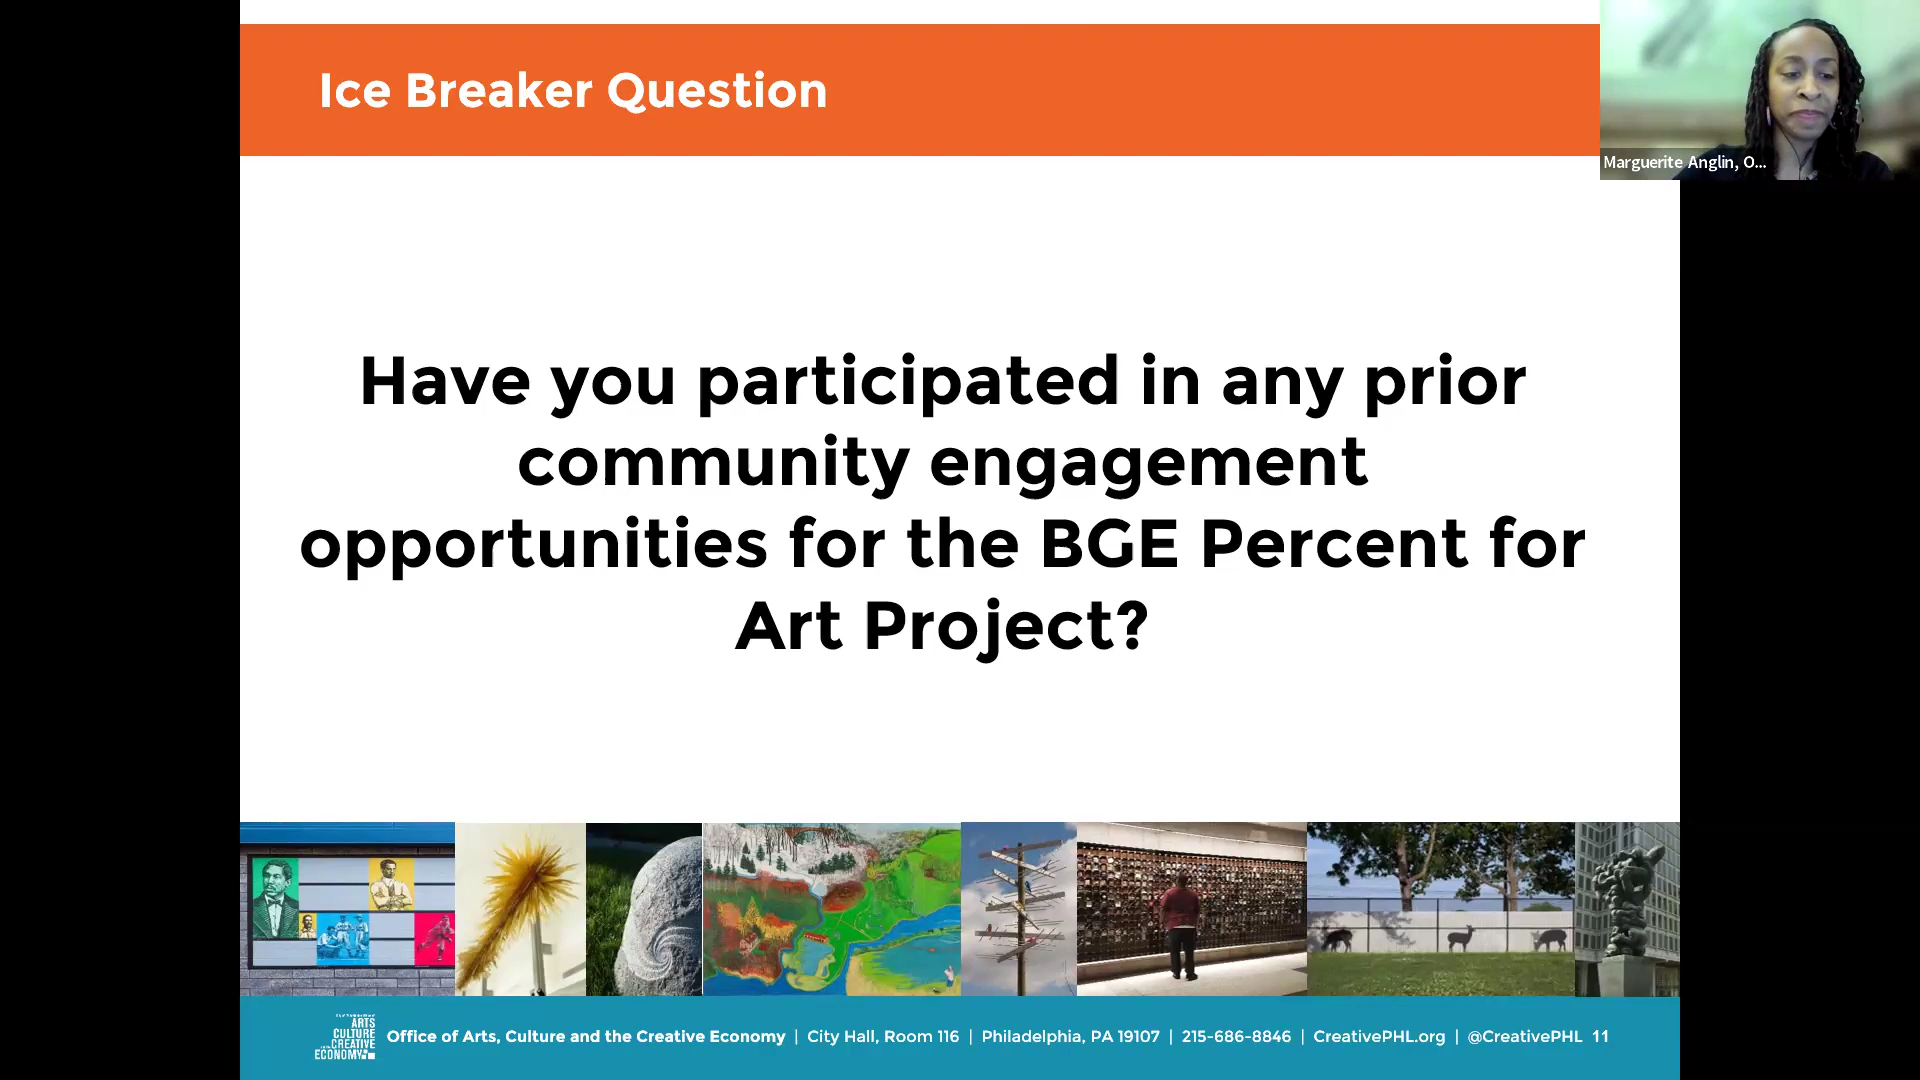 Ice Breaker Question
Marguerite Anglin, O...
Have you participated in any prior
community engagement
opportunities for the BGE Percent for
Art Project?
ARTS
CULTURE
CREATIVE
ECONOMY
Office of Arts, Culture and the Creative Economy | City Hall, Room 116 | Philadelphia, PA 19107 | 215-686-8846 | CreativePHL.org | @CreativePHL 11